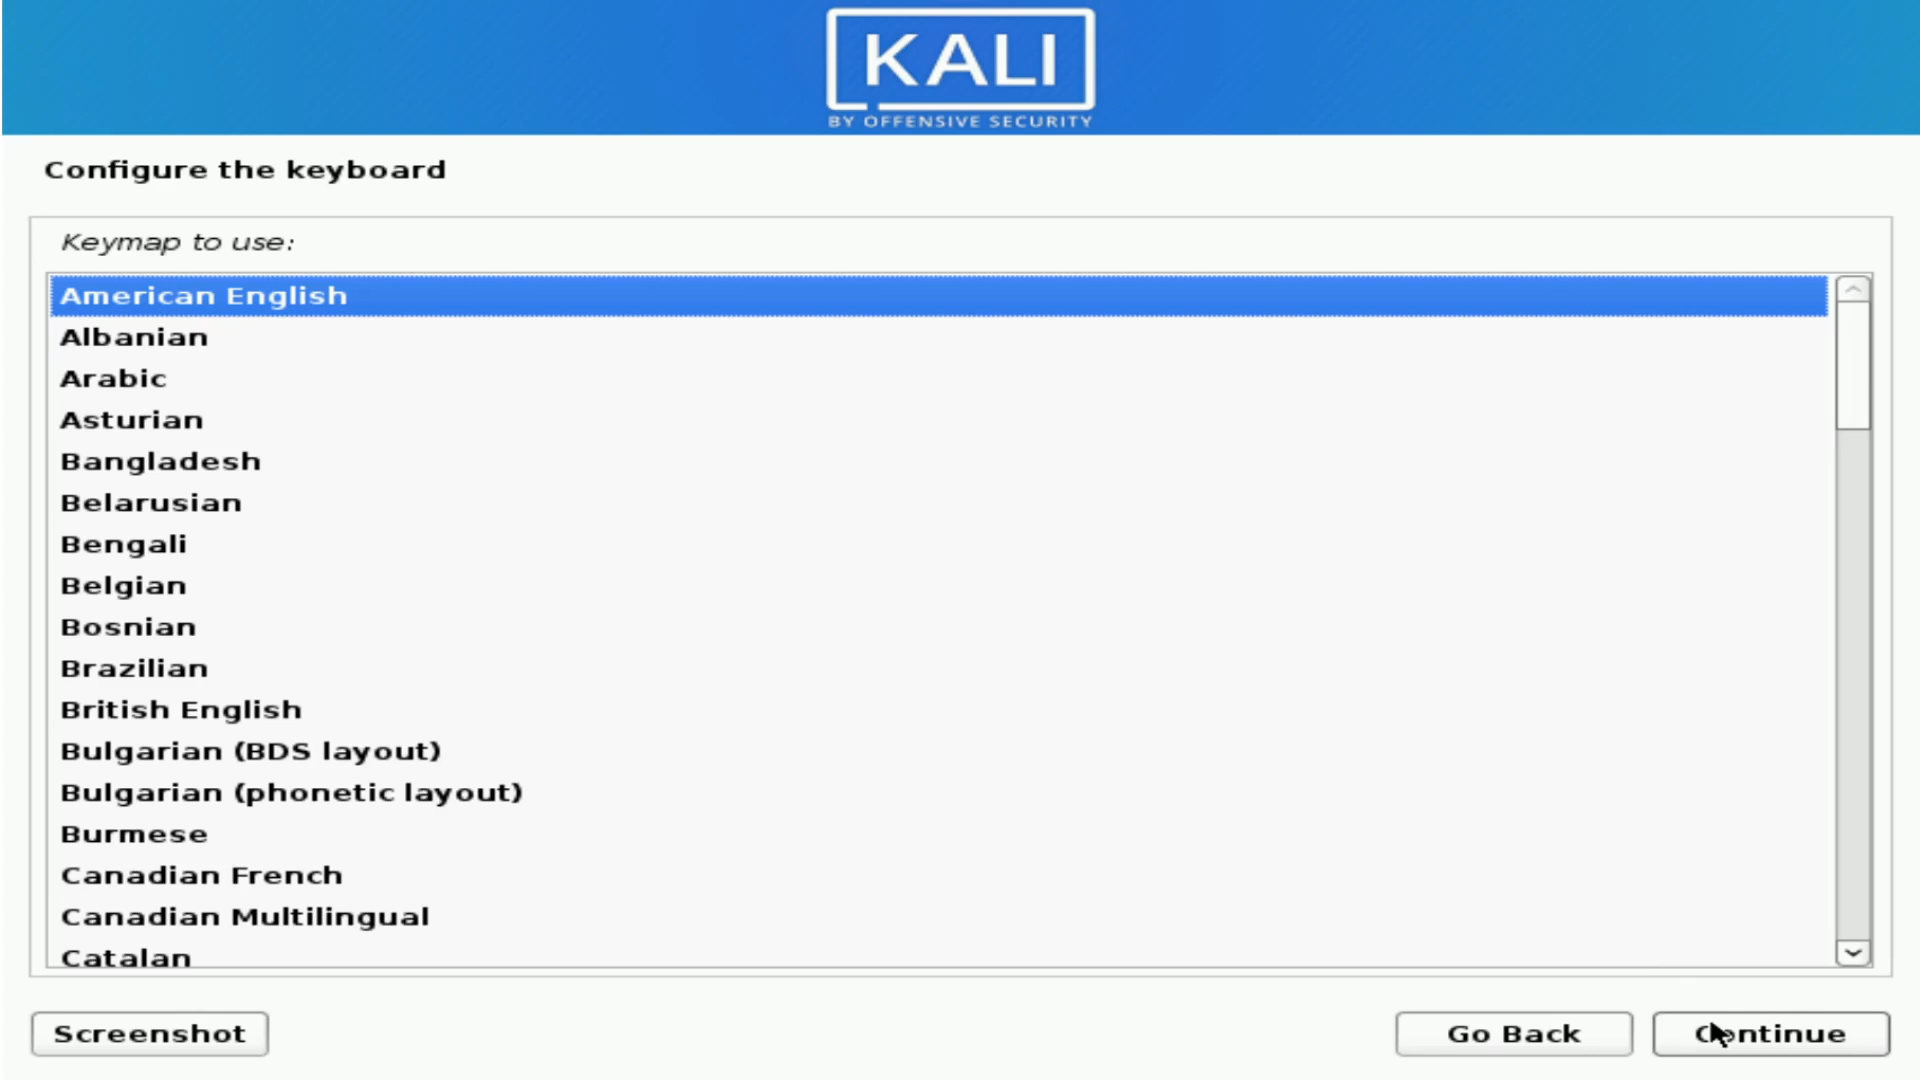 KALI
BY OFFENSIVE SECURITY
Configure the keyboard
Keymap to use:
American English
Albanian
Arabic
Asturian
Bangladesh
Belarusian
Bengali
Belgian
Bosnian
Brazilian
British English
Bulgarian (BDS layout)
Bulgarian (phonetic layout)
Burmese
Canadian French
Canadian Multilingual
Catalan
Screenshot
Go Back
Continue